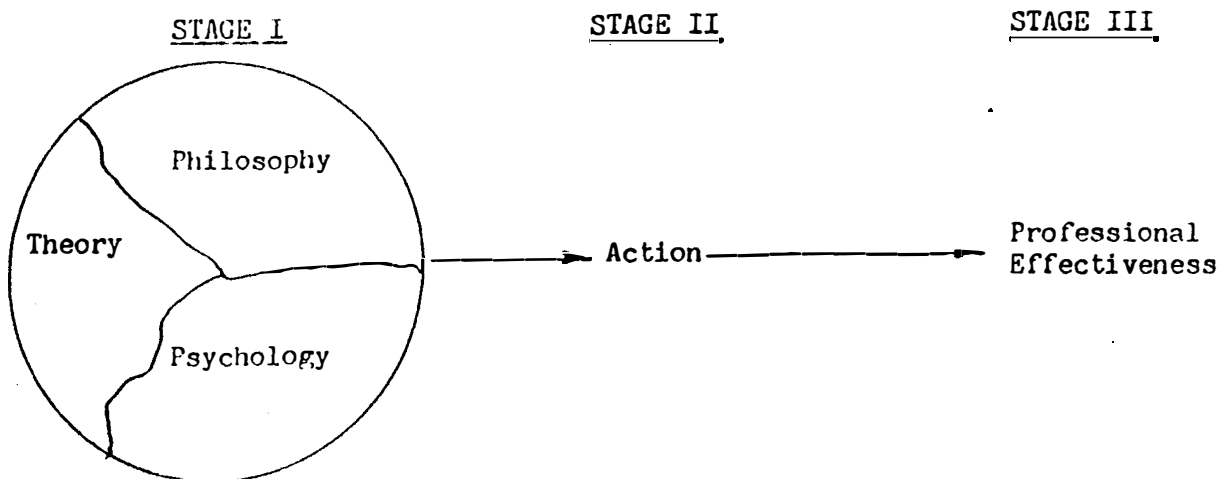 STAGE I
STAGE II
STAGE III
Philosophy
Theory
Psychology
Action
Professional
Effectiveness